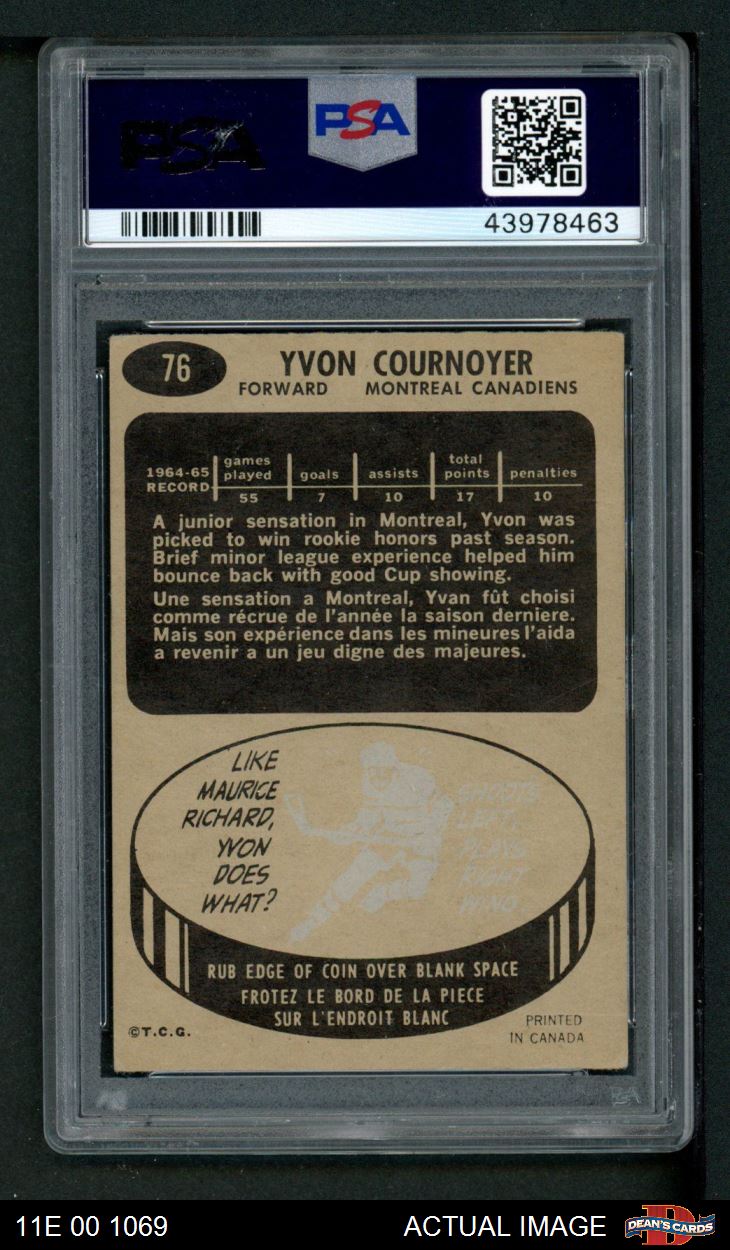 PSA
PSA
43978463
76
YVON COURNOYER
FORWARD MONTREAL CANADIENS
1964-65 RECORD
games played goals assists total points penalties
55 7 10 17 10
A junior sensation in Montreal, Yvon was
picked to win rookie honors past season.
Brief minor league experience helped him
bounce back with good Cup showing.
Une sensation a Montreal, Yvan fût choisi
comme récrue de l'année la saison derniere.
Mais son expérience dans les mineures l'aida
a revenir a un jeu digne des majeures.
LIKE
MAURICE
RICHARD,
YVON
DOES
WHAT?
SHOOTS
LEFT,
PLAYS
RIGHT
WING.
RUB EDGE OF COIN OVER BLANK SPACE
FROTEZ LE BORD DE LA PIECE
SUR L'ENDROIT BLANC
©T.C.G.
PRINTED
IN CANADA
PSA
11E 00 1069
ACTUAL IMAGE
DEAN'S CARDS